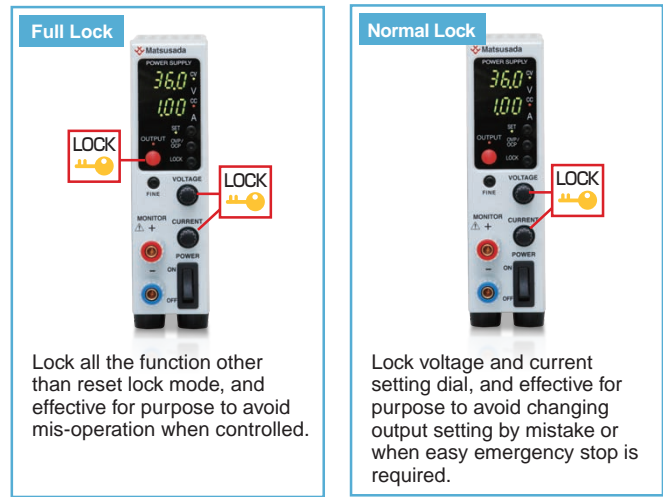 Full Lock
Matsusada
POWER SUPPLY
36.0 CV
V
1.00 CC
A
SET
OUTPUT OVP/
OCP
LOCK
LOCK
LOCK
VOLTAGE
FINE
MONITOR CURRENT
⚠ +
POWER
− ON
OFF
Lock all the function other
than reset lock mode, and
effective for purpose to avoid
mis-operation when controlled.
Normal Lock
Matsusada
POWER SUPPLY
36.0 CV
V
1.00 CC
A
SET
OUTPUT OVP/
OCP
LOCK
LOCK
VOLTAGE
FINE
MONITOR CURRENT
⚠ +
POWER
− ON
OFF
Lock voltage and current
setting dial, and effective for
purpose to avoid changing
output setting by mistake or
when easy emergency stop is
required.